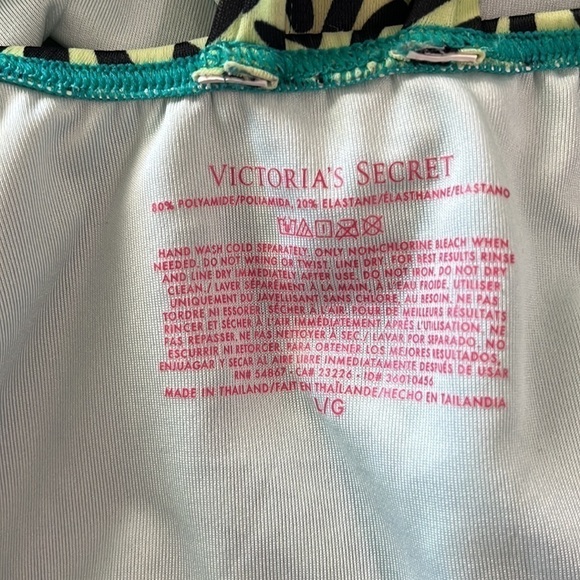 VICTORIA'S SECRET
80% POLYAMIDE/POLIAMIDA, 20% ELASTANE/ÉLASTHANNE/ELASTANO
HAND WASH COLD SEPARATELY. ONLY NON-CHLORINE BLEACH WHEN
NEEDED. DO NOT WRING OR TWIST. LINE DRY. FOR BEST RESULTS RINSE
AND LINE DRY IMMEDIATELY AFTER USE. DO NOT IRON. DO NOT DRY
CLEAN./ LAVER SÉPARÉMENT À LA MAIN, À L'EAU FROIDE. UTILISER
UNIQUEMENT DU JAVELLISANT SANS CHLORE, AU BESOIN. NE PAS
TORDRE NI ESSORER. SÉCHER À L'AIR. POUR DE MEILLEURS RÉSULTATS
RINCER ET SÉCHER À L'AIR IMMÉDIATEMENT APRÈS L'UTILISATION. NE
PAS REPASSER. NE PAS NETTOYER À SEC./ LAVAR POR SEPARADO. NO
ESCURRIR NI RETORCER. PARA OBTENER LOS MEJORES RESULTADOS,
ENJUAGAR Y SECAR AL AIRE LIBRE INMEDIATAMENTE DESPUÉS DE USAR
RN# 54867 - CA# 23226 - ID# 36010456
MADE IN THAILAND/FAIT EN THAÏLANDE/HECHO EN TAILANDIA
L/G